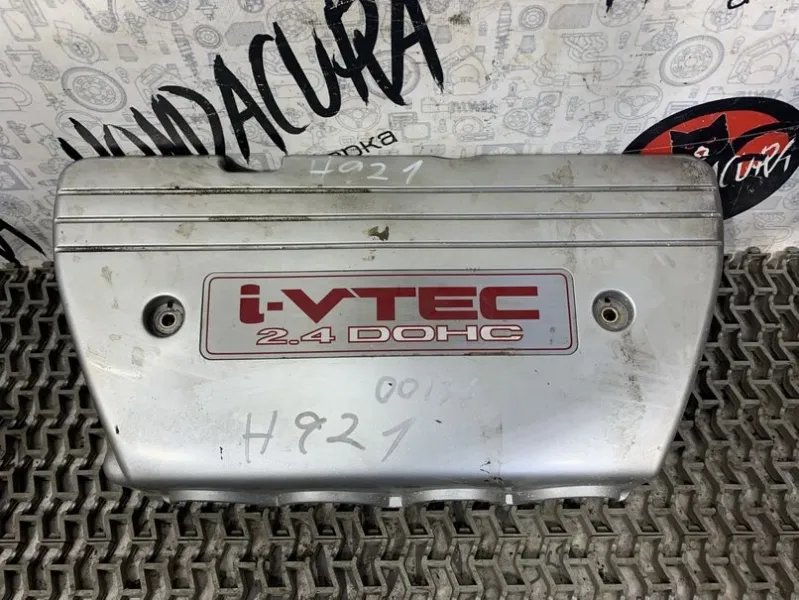 HONDACURA
H921
i-VTEC
2.4 DOHC
H921